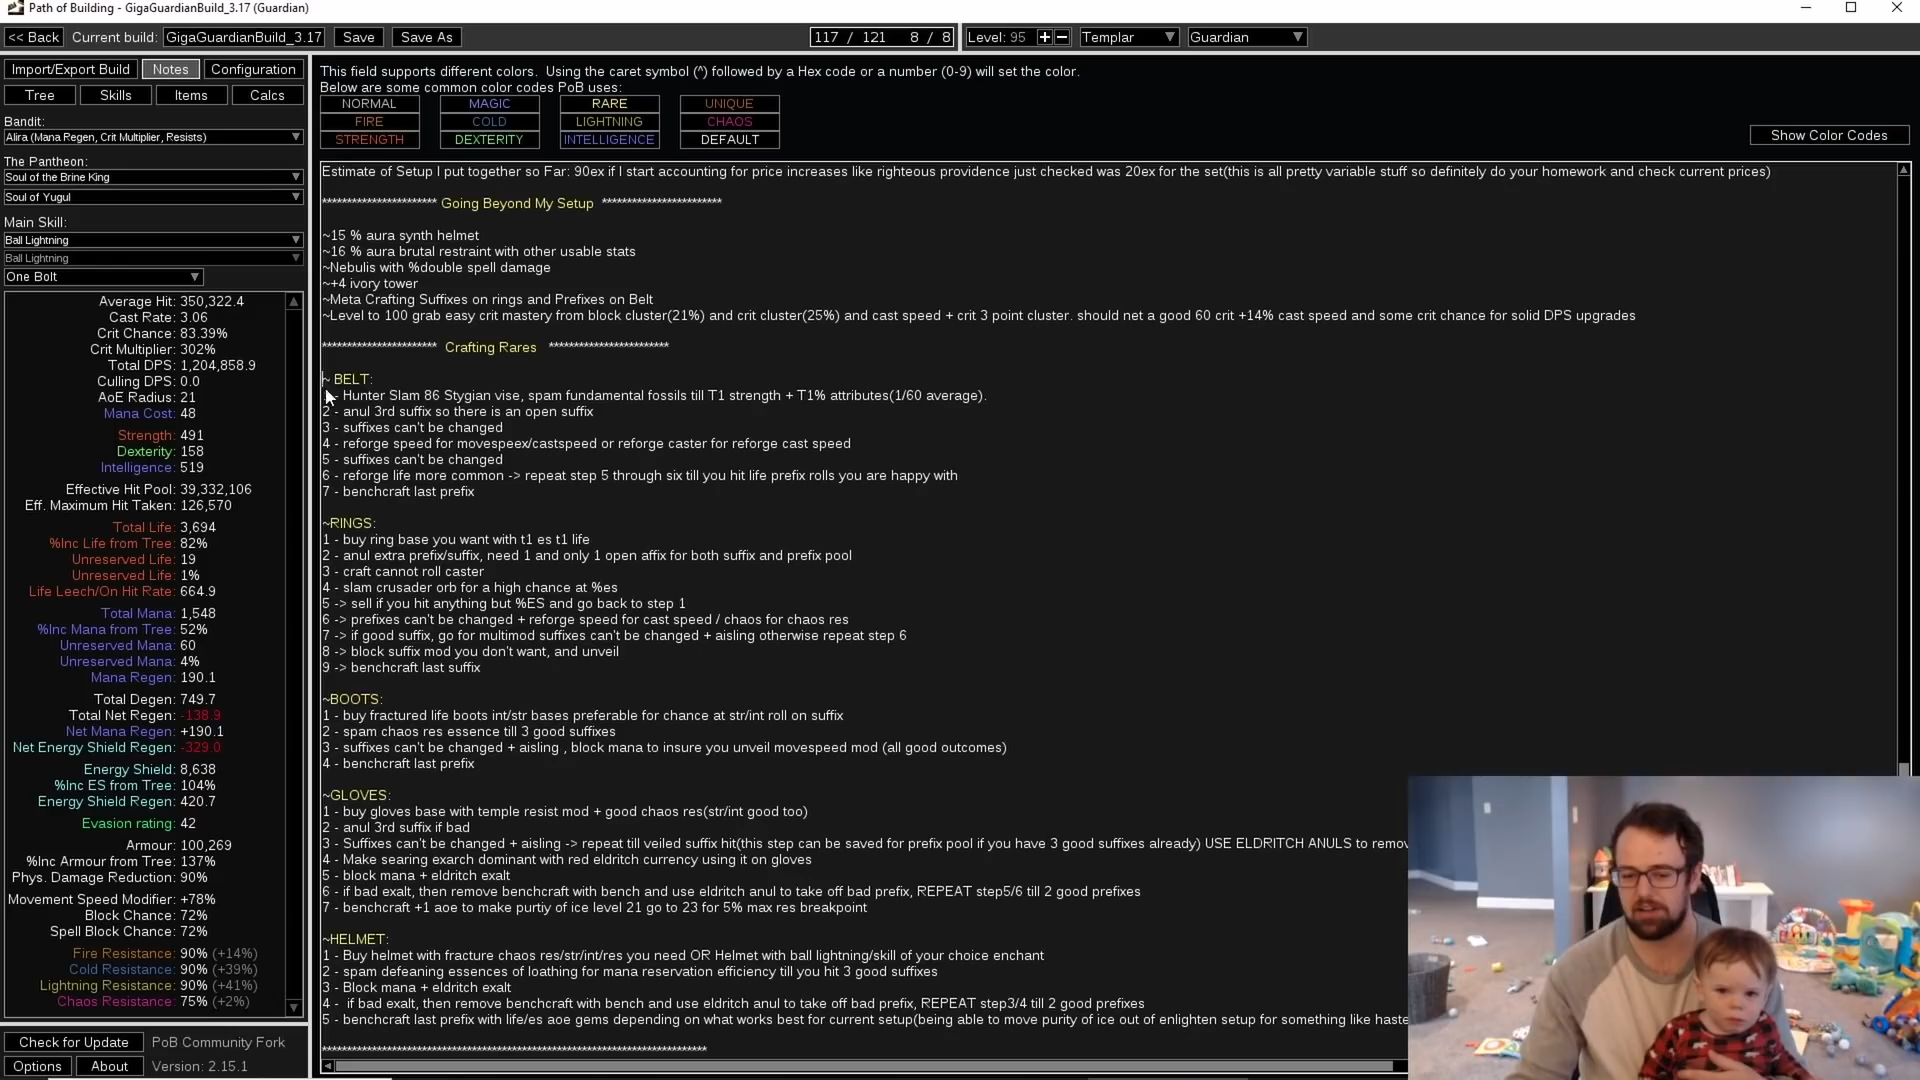 Path of Building - GigaGuardianBuild_3.17 (Guardian)
<< Back
Current build: GigaGuardianBuild_3.17
Save
Save As
117 / 121 8 / 8
Level: 95
+
Templar
Guardian
Import/Export Build
Notes
Configuration
Tree
Skills
Items
Calcs
Bandit:
Alira (Mana Regen, Crit Multiplier, Resists)
The Pantheon:
Soul of the Brine King
Soul of Yugul
Main Skill:
Ball Lightning
Ball Lightning
One Bolt
Average Hit: 350,322.4
Cast Rate: 3.06
Crit Chance: 83.39%
Crit Multiplier: 302%
Total DPS: 1,204,858.9
Culling DPS: 0.0
AoE Radius: 21
Mana Cost: 48
Strength: 491
Dexterity: 158
Intelligence: 519
Effective Hit Pool: 39,332,106
Eff. Maximum Hit Taken: 126,570
Total Life: 3,694
%Inc Life from Tree: 82%
Unreserved Life: 19
Unreserved Life: 1%
Life Leech/On Hit Rate: 664.9
Total Mana: 1,548
%Inc Mana from Tree: 52%
Unreserved Mana: 60
Unreserved Mana: 4%
Mana Regen: 190.1
Total Degen: 749.7
Total Net Regen: -138.9
Net Mana Regen: +190.1
Net Energy Shield Regen: -329.0
Energy Shield: 8,638
%Inc ES from Tree: 104%
Energy Shield Regen: 420.7
Evasion rating: 42
Armour: 100,269
%Inc Armour from Tree: 137%
Phys. Damage Reduction: 90%
Movement Speed Modifier: +78%
Block Chance: 72%
Spell Block Chance: 72%
Fire Resistance: 90% (+14%)
Cold Resistance: 90% (+39%)
Lightning Resistance: 90% (+41%)
Chaos Resistance: 75% (+2%)
Check for Update
PoB Community Fork
Options
About
Version: 2.15.1
This field supports different colors. Using the caret symbol (^) followed by a Hex code or a number (0-9) will set the color.
Below are some common color codes PoB uses:
NORMAL MAGIC RARE UNIQUE
FIRE COLD LIGHTNING CHAOS
STRENGTH DEXTERITY INTELLIGENCE DEFAULT
Show Color Codes
Estimate of Setup I put together so Far: 90ex if I start accounting for price increases like righteous providence just checked was 20ex for the set(this is all pretty variable stuff so definitely do your homework and check current prices)
*********************** Going Beyond My Setup ************************
~15 % aura synth helmet
~16 % aura brutal restraint with other usable stats
~Nebulis with %double spell damage
~+4 ivory tower
~Meta Crafting Suffixes on rings and Prefixes on Belt
~Level to 100 grab easy crit mastery from block cluster(21%) and crit cluster(25%) and cast speed + crit 3 point cluster. should net a good 60 crit +14% cast speed and some crit chance for solid DPS upgrades
*********************** Crafting Rares ************************
~ BELT:
- Hunter Slam 86 Stygian vise, spam fundamental fossils till T1 strength + T1% attributes(1/60 average).
2 - anul 3rd suffix so there is an open suffix
3 - suffixes can't be changed
4 - reforge speed for movespeex/castspeed or reforge caster for reforge cast speed
5 - suffixes can't be changed
6 - reforge life more common -> repeat step 5 through six till you hit life prefix rolls you are happy with
7 - benchcraft last prefix
~RINGS:
1 - buy ring base you want with t1 es t1 life
2 - anul extra prefix/suffix, need 1 and only 1 open affix for both suffix and prefix pool
3 - craft cannot roll caster
4 - slam crusader orb for a high chance at %es
5 -> sell if you hit anything but %ES and go back to step 1
6 -> prefixes can't be changed + reforge speed for cast speed / chaos for chaos res
7 -> if good suffix, go for multimod suffixes can't be changed + aisling otherwise repeat step 6
8 -> block suffix mod you don't want, and unveil
9 -> benchcraft last suffix
~BOOTS:
1 - buy fractured life boots int/str bases preferable for chance at str/int roll on suffix
2 - spam chaos res essence till 3 good suffixes
3 - suffixes can't be changed + aisling , block mana to insure you unveil movespeed mod (all good outcomes)
4 - benchcraft last prefix
~GLOVES:
1 - buy gloves base with temple resist mod + good chaos res(str/int good too)
2 - anul 3rd suffix if bad
3 - Suffixes can't be changed + aisling -> repeat till veiled suffix hit(this step can be saved for prefix pool if you have 3 good suffixes already) USE ELDRITCH ANULS to remov
4 - Make searing exarch dominant with red eldritch currency using it on gloves
5 - block mana + eldritch exalt
6 - if bad exalt, then remove benchcraft with bench and use eldritch anul to take off bad prefix, REPEAT step5/6 till 2 good prefixes
7 - benchcraft +1 aoe to make purtiy of ice level 21 go to 23 for 5% max res breakpoint
~HELMET:
1 - Buy helmet with fracture chaos res/str/int/res you need OR Helmet with ball lightning/skill of your choice enchant
2 - spam defeaning essences of loathing for mana reservation efficiency till you hit 3 good suffixes
3 - Block mana + eldritch exalt
4 - if bad exalt, then remove benchcraft with bench and use eldritch anul to take off bad prefix, REPEAT step3/4 till 2 good prefixes
5 - benchcraft last prefix with life/es aoe gems depending on what works best for current setup(being able to move purity of ice out of enlighten setup for something like haste
*****************************************************************************